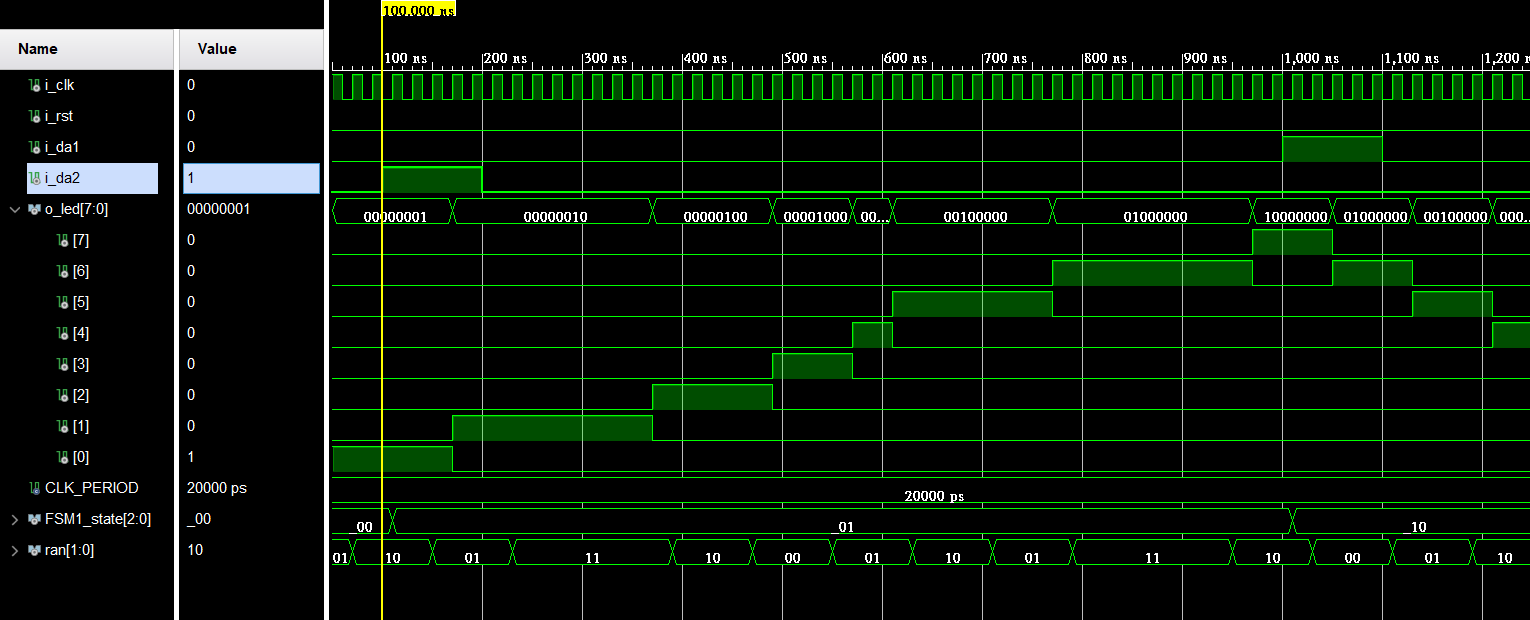 100.000 ns
Name Value
100 ns 200 ns 300 ns 400 ns 500 ns 600 ns 700 ns 800 ns 900 ns 1,000 ns 1,100 ns 1,200 n
i_clk 0
i_rst 0
i_da1 0
i_da2 1
o_led[7:0] 00000001 00000001 00000010 00000100 00001000 00... 00100000 01000000 10000000 01000000 00100000 000...
[7] 0
[6] 0
[5] 0
[4] 0
[3] 0
[2] 0
[1] 0
[0] 1
CLK_PERIOD 20000 ps 20000 ps
FSM1_state[2:0] _00 _00 _01 _10
ran[1:0] 10 01 10 01 11 10 00 01 10 01 11 10 00 01 10